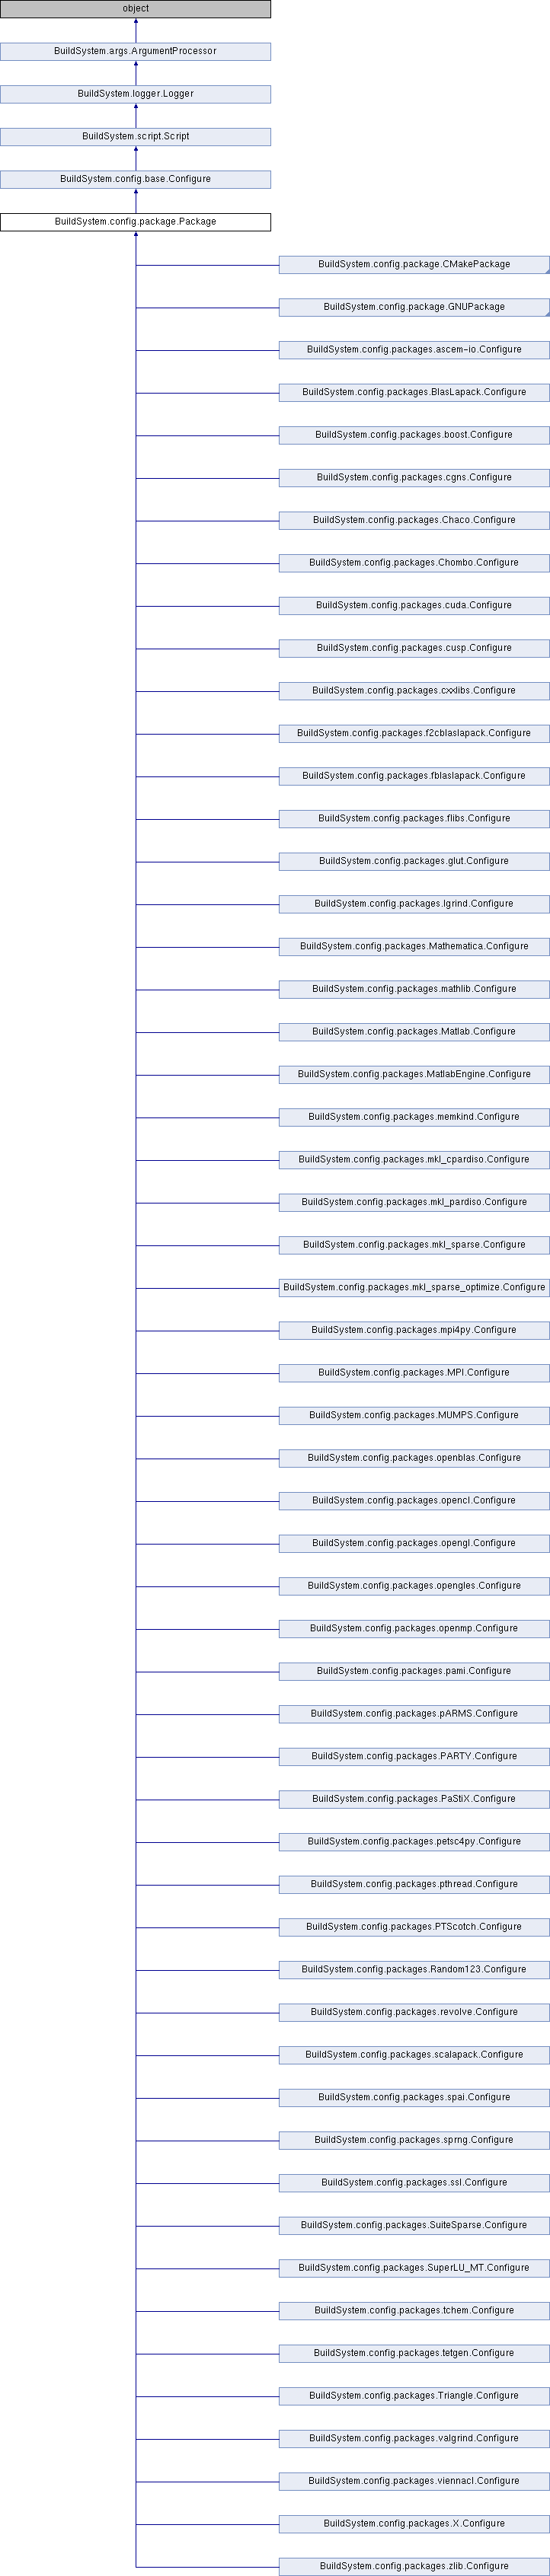 object
BuildSystem.args.ArgumentProcessor
BuildSystem.logger.Logger
BuildSystem.script.Script
BuildSystem.config.base.Configure
BuildSystem.config.package.Package
BuildSystem.config.package.CMakePackage
BuildSystem.config.package.GNUPackage
BuildSystem.config.packages.ascem-io.Configure
BuildSystem.config.packages.BlasLapack.Configure
BuildSystem.config.packages.boost.Configure
BuildSystem.config.packages.cgns.Configure
BuildSystem.config.packages.Chaco.Configure
BuildSystem.config.packages.Chombo.Configure
BuildSystem.config.packages.cuda.Configure
BuildSystem.config.packages.cusp.Configure
BuildSystem.config.packages.cxxlibs.Configure
BuildSystem.config.packages.f2cblaslapack.Configure
BuildSystem.config.packages.fblaslapack.Configure
BuildSystem.config.packages.flibs.Configure
BuildSystem.config.packages.glut.Configure
BuildSystem.config.packages.lgrind.Configure
BuildSystem.config.packages.Mathematica.Configure
BuildSystem.config.packages.mathlib.Configure
BuildSystem.config.packages.Matlab.Configure
BuildSystem.config.packages.MatlabEngine.Configure
BuildSystem.config.packages.memkind.Configure
BuildSystem.config.packages.mkl_cpardiso.Configure
BuildSystem.config.packages.mkl_pardiso.Configure
BuildSystem.config.packages.mkl_sparse.Configure
BuildSystem.config.packages.mkl_sparse_optimize.Configure
BuildSystem.config.packages.mpi4py.Configure
BuildSystem.config.packages.MPI.Configure
BuildSystem.config.packages.MUMPS.Configure
BuildSystem.config.packages.openblas.Configure
BuildSystem.config.packages.opencl.Configure
BuildSystem.config.packages.opengl.Configure
BuildSystem.config.packages.opengles.Configure
BuildSystem.config.packages.openmp.Configure
BuildSystem.config.packages.pami.Configure
BuildSystem.config.packages.pARMS.Configure
BuildSystem.config.packages.PARTY.Configure
BuildSystem.config.packages.PaStiX.Configure
BuildSystem.config.packages.petsc4py.Configure
BuildSystem.config.packages.pthread.Configure
BuildSystem.config.packages.PTScotch.Configure
BuildSystem.config.packages.Random123.Configure
BuildSystem.config.packages.revolve.Configure
BuildSystem.config.packages.scalapack.Configure
BuildSystem.config.packages.spai.Configure
BuildSystem.config.packages.sprng.Configure
BuildSystem.config.packages.ssl.Configure
BuildSystem.config.packages.SuiteSparse.Configure
BuildSystem.config.packages.SuperLU_MT.Configure
BuildSystem.config.packages.tchem.Configure
BuildSystem.config.packages.tetgen.Configure
BuildSystem.config.packages.Triangle.Configure
BuildSystem.config.packages.valgrind.Configure
BuildSystem.config.packages.viennacl.Configure
BuildSystem.config.packages.X.Configure
BuildSystem.config.packages.zlib.Configure